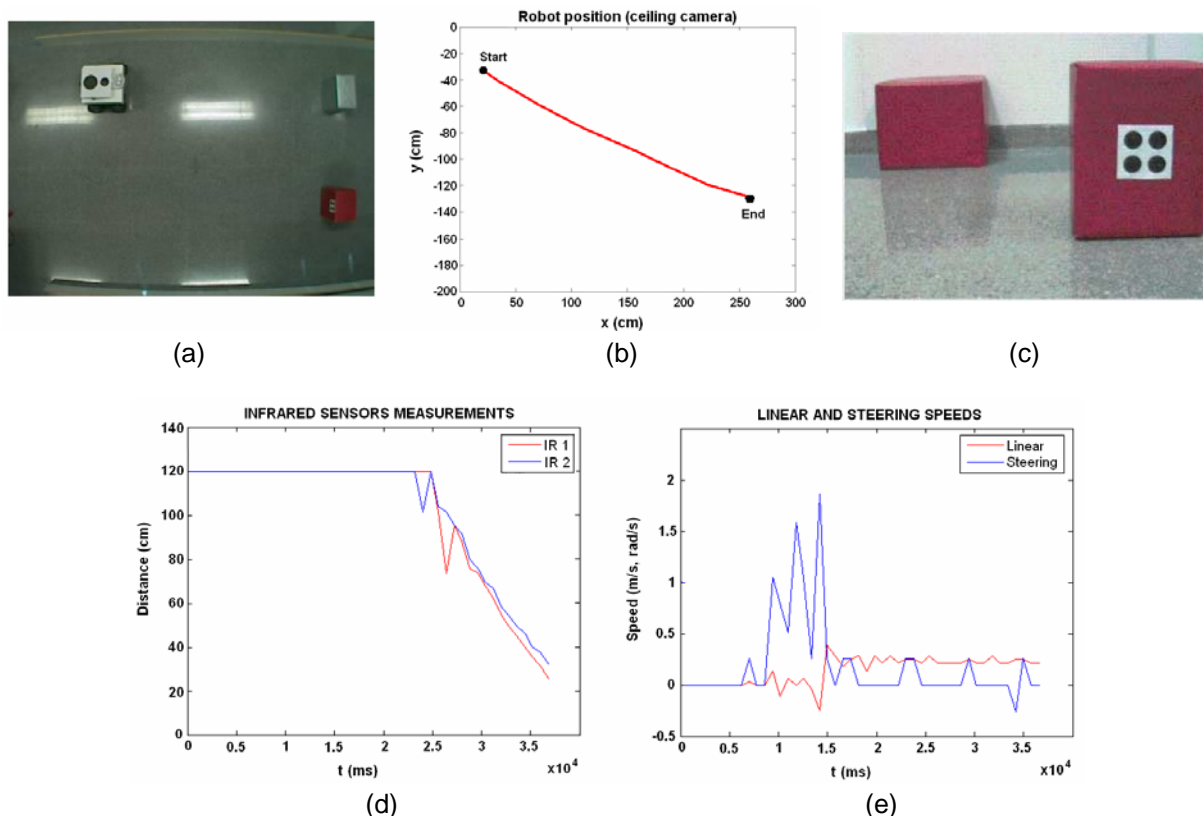 Robot position (ceiling camera)
0
-20
-40
-60
-80
-100
-120
-140
-160
-180
-200
y (cm)
Start
End
0 50 100 150 200 250 300
x (cm)
(a) (b) (c)
INFRARED SENSORS MEASUREMENTS
140
120
100
80
60
40
20
0
Distance (cm)
IR 1
IR 2
0 0.5 1 1.5 2 2.5 3 3.5 4
x10⁴
t (ms)
(d)
LINEAR AND STEERING SPEEDS
2
1.5
1
0.5
0
-0.5
Speed (m/s, rad/s)
Linear
Steering
0 0.5 1 1.5 2 2.5 3 3.5 4
x10⁴
t (ms)
(e)